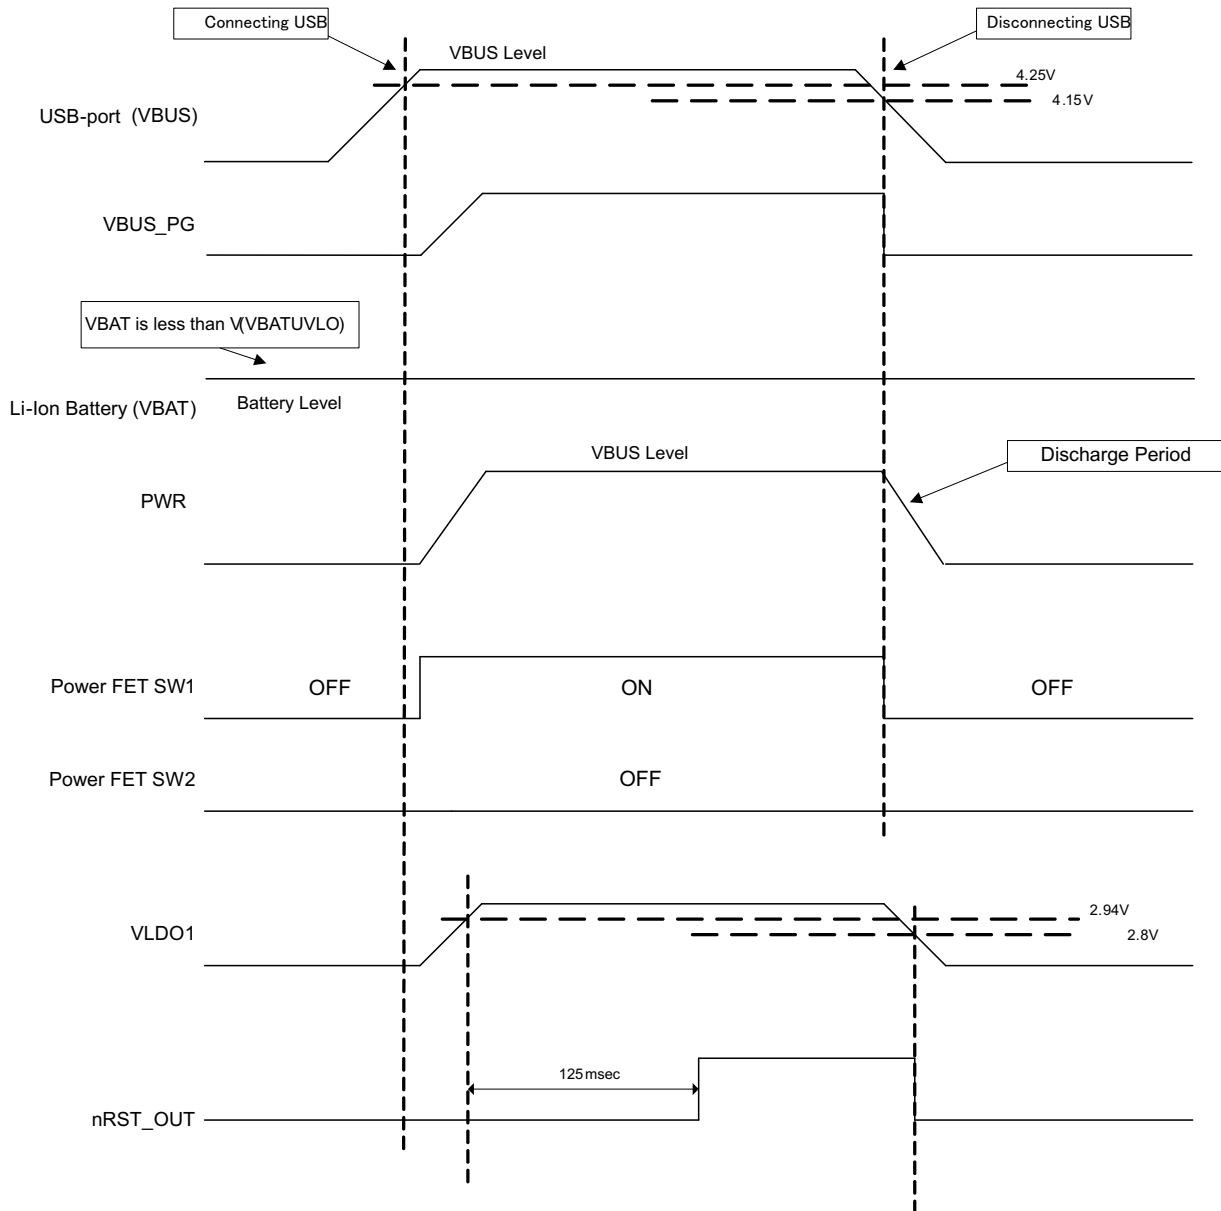 Connecting USB
Disconnecting USB
VBUS Level
4.25V
4.15V
USB-port (VBUS)
VBUS_PG
VBAT is less than V(VBATUVLO)
Li-Ion Battery (VBAT)
Battery Level
VBUS Level
Discharge Period
PWR
Power FET SW1
OFF
ON
OFF
Power FET SW2
OFF
2.94V
VLDO1
2.8V
125msec
nRST_OUT